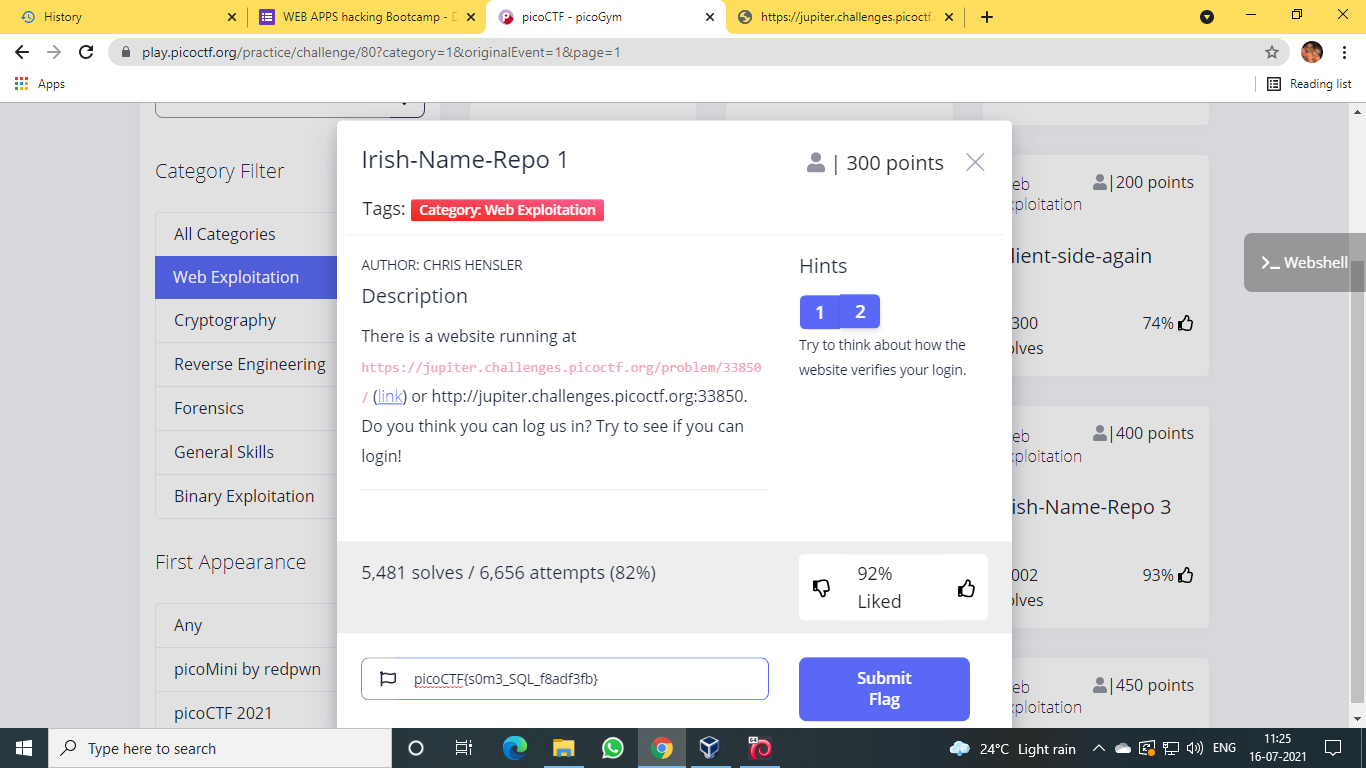 History
WEB APPS hacking Bootcamp - D
picoCTF - picoGym
https://jupiter.challenges.picoctf.
play.picoctf.org/practice/challenge/80?category=1&originalEvent=1&page=1
Apps
Reading list
Category Filter
All Categories
Web Exploitation
Cryptography
Reverse Engineering
Forensics
General Skills
Binary Exploitation
First Appearance
Any
picoMini by redpwn
picoCTF 2021
Irish-Name-Repo 1
| 300 points
Tags: Category: Web Exploitation
AUTHOR: CHRIS HENSLER
Description
There is a website running at
https://jupiter.challenges.picoctf.org/problem/33850
/ (link) or http://jupiter.challenges.picoctf.org:33850.
Do you think you can log us in? Try to see if you can
login!
Hints
1 2
Try to think about how the
website verifies your login.
5,481 solves / 6,656 attempts (82%)
92%
Liked
picoCTF{s0m3_SQL_f8adf3fb}
Submit
Flag
eb
|200 points
xploitation
lient-side-again
300
74%
olves
Webshell
eb
|400 points
xploitation
ish-Name-Repo 3
002
93%
olves
eb
|450 points
xploitation
Type here to search
24°C Light rain
ENG
11:25
16-07-2021